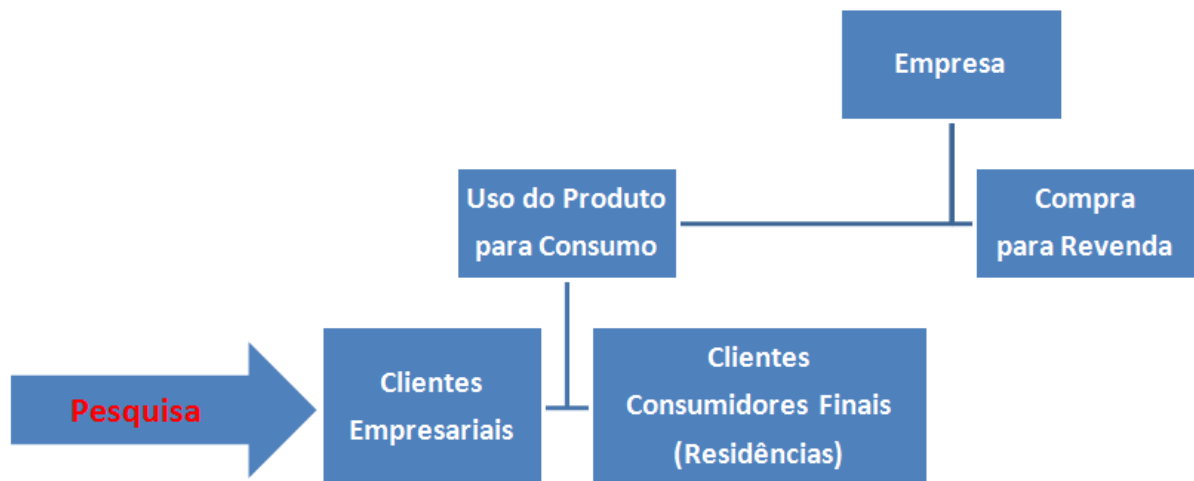 Empresa
Uso do Produto
para Consumo
Compra
para Revenda
Pesquisa
Clientes
Empresariais
Clientes
Consumidores Finais
(Residências)